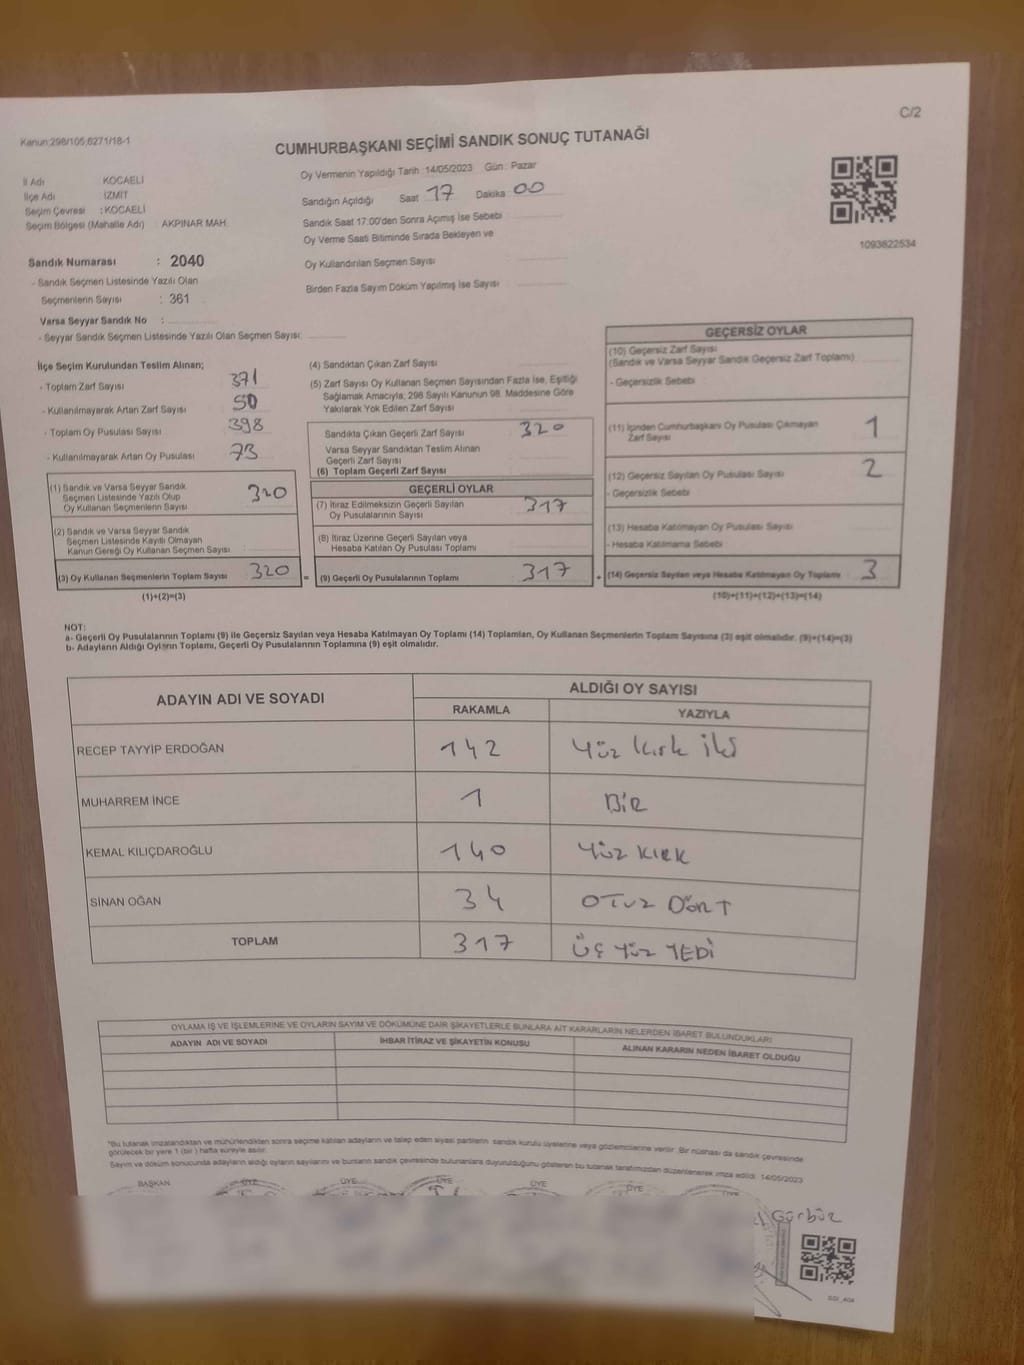 C/2
Kanun:298/105,6271/18-1
CUMHURBAŞKANI SEÇİMİ SANDIK SONUÇ TUTANAĞI
İl Adı KOCAELİ
İlçe Adı İZMİT
Seçim Çevresi : KOCAELİ
Seçim Bölgesi (Mahalle Adı) : AKPINAR MAH.
Oy Vermenin Yapıldığı Tarih :14/05/2023 Gün : Pazar
Sandığın Açıldığı Saat 17 Dakika 00
Sandık Saat 17.00'den Sonra Açımış İse Sebebi
Oy Verme Saati Bitiminde Sırada Bekleyen ve
Oy Kullandırılan Seçmen Sayısı
Birden Fazla Sayım Döküm Yapılmış İse Sayısı
1093822534
Sandık Numarası : 2040
- Sandık Seçmen Listesinde Yazılı Olan
Seçmenlerin Sayısı : 361
Varsa Seyyar Sandık No :
- Seyyar Sandık Seçmen Listesinde Yazılı Olan Seçmen Sayısı:
İlçe Seçim Kurulundan Teslim Alınan;
- Toplam Zarf Sayısı 371
- Kullanılmayarak Artan Zarf Sayısı 50
- Toplam Oy Pusulası Sayısı 398
- Kullanılmayarak Artan Oy Pusulası 73
(1) Sandık ve Varsa Seyyar Sandık
Seçmen Listesinde Yazılı Olup
Oy Kullanan Seçmenlerin Sayısı 320
(2) Sandık ve Varsa Seyyar Sandık
Seçmen Listesinde Kayıtlı Olmayan
Kanun Gereği Oy Kullanan Seçmen Sayısı
(3) Oy Kullanan Seçmenlerin Toplam Sayısı 320
(1)+(2)=(3)
(4) Sandıktan Çıkan Zarf Sayısı
(5) Zarf Sayısı Oy Kullanan Seçmen Sayısından Fazla İse, Eşitliği
Sağlamak Amacıyla, 298 Sayılı Kanunun 98. Maddesine Göre
Yakılarak Yok Edilen Zarf Sayısı
Sandıkta Çıkan Geçerli Zarf Sayısı 320
Varsa Seyyar Sandıktan Teslim Alınan
Geçerli Zarf Sayısı
(6) Toplam Geçerli Zarf Sayısı
GEÇERLİ OYLAR
(7) İtiraz Edilmeksizin Geçerli Sayılan
Oy Pusulalarının Sayısı 317
(8) İtiraz Üzerine Geçerli Sayılan veya
Hesaba Katılan Oy Pusulası Toplamı
= (9) Geçerli Oy Pusulalarının Toplamı 317 +
GEÇERSİZ OYLAR
(10) Geçersiz Zarf Sayısı
(Sandık ve Varsa Seyyar Sandık Geçersiz Zarf Toplamı)
- Geçersizlik Sebebi
(11) İçinden Cumhurbaşkanı Oy Pusulası Çıkmayan
Zarf Sayısı 1
(12) Geçersiz Sayılan Oy Pusulası Sayısı 2
- Geçersizlik Sebebi
(13) Hesaba Katılmayan Oy Pusulası Sayısı
- Hesaba Katılmama Sebebi
(14) Geçersiz Sayılan veya Hesaba Katılmayan Oy Toplamı 3
(10)+(11)+(12)+(13)=(14)
NOT:
a- Geçerli Oy Pusulalarının Toplamı (9) ile Geçersiz Sayılan veya Hesaba Katılmayan Oy Toplamı (14) Toplamları, Oy Kullanan Seçmenlerin Toplam Sayısına (3) eşit olmalıdır. (9)+(14)=(3)
b- Adayların Aldığı Oyların Toplamı, Geçerli Oy Pusulalarının Toplamına (9) eşit olmalıdır.
ADAYIN ADI VE SOYADI ALDIĞI OY SAYISI
RAKAMLA YAZIYLA
RECEP TAYYİP ERDOĞAN 142 Yüz Kırk İki
MUHARREM İNCE 1 BİR
KEMAL KILIÇDAROĞLU 140 YÜZ KIRK
SİNAN OĞAN 34 OTUZ DÖRT
TOPLAM 317 ÜÇ YÜZ YEDİ
OYLAMA İŞ VE İŞLEMLERİNE VE OYLARIN SAYIM VE DÖKÜMÜNE DAİR ŞİKAYETLERLE BUNLARA AİT KARARLARIN NELERDEN İBARET BULUNDUKLARI
ADAYIN ADI VE SOYADI İHBAR İTİRAZ VE ŞİKAYETİN KONUSU ALINAN KARARIN NEDEN İBARET OLDUĞU
*Bu tutanak imzalandıktan ve mühürlendikten sonra seçime katılan adayların ve talep eden siyasi partilerin sandık kurulu üyelerine veya gözlemcilerine verilir. Bir nüshası da sandık çevresinde
görülecek bir yere 1 (bir) hafta süreyle asılır.
Sayım ve döküm sonucunda adayların aldığı oyların sayılarını ve bunların sandık çevresinde bulunanlara duyurulduğunu gösteren bu tutanak tarafımızdan düzenlenerek imza edildi. 14/05/2023
BAŞKAN ÜYE ÜYE ÜYE ÜYE ÜYE ÜYE
Gürbüz